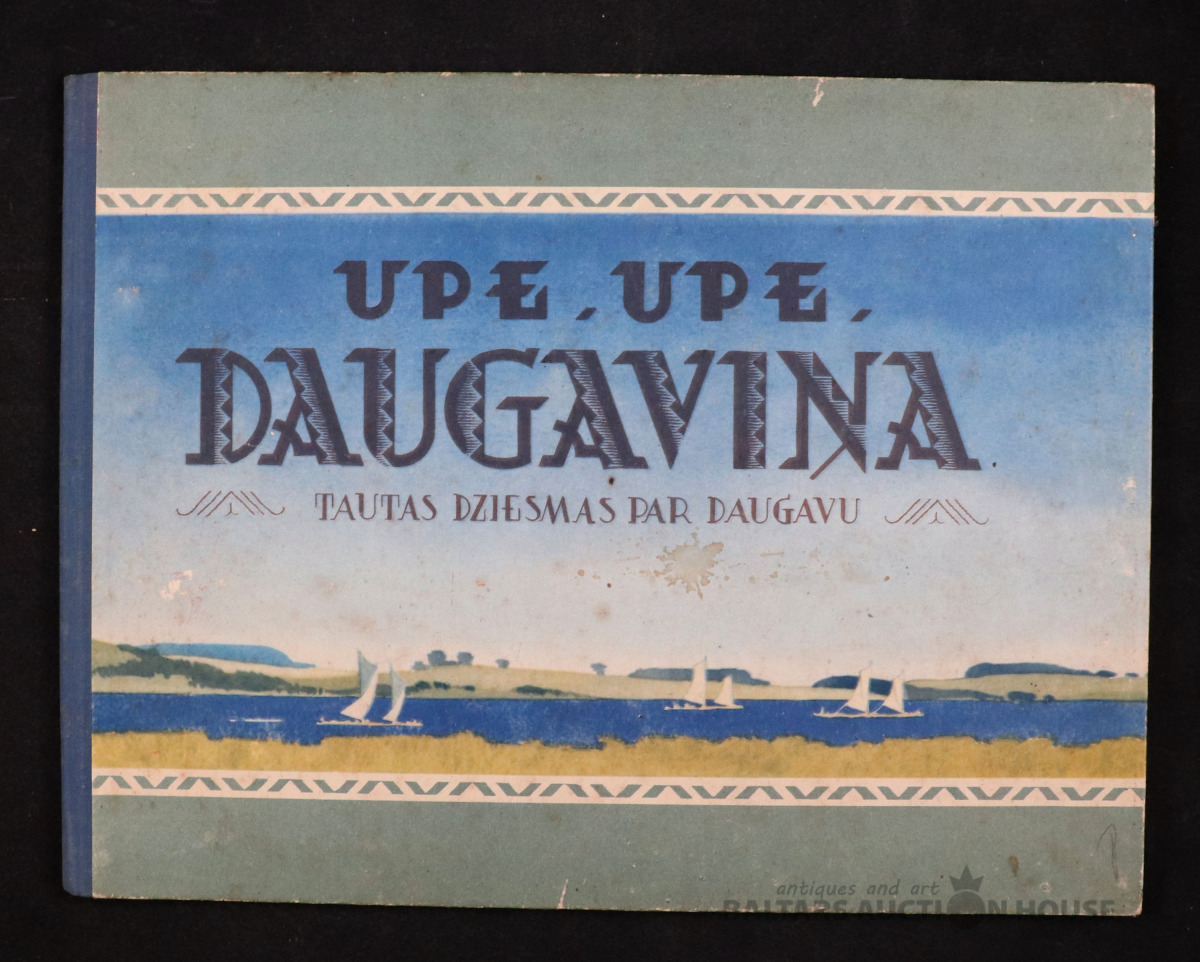 UPE, UPE,
DAUGAVIŅA.
TAUTAS DZIESMAS PAR DAUGAVU
antiques and art
BALTARS AUCTION HOUSE